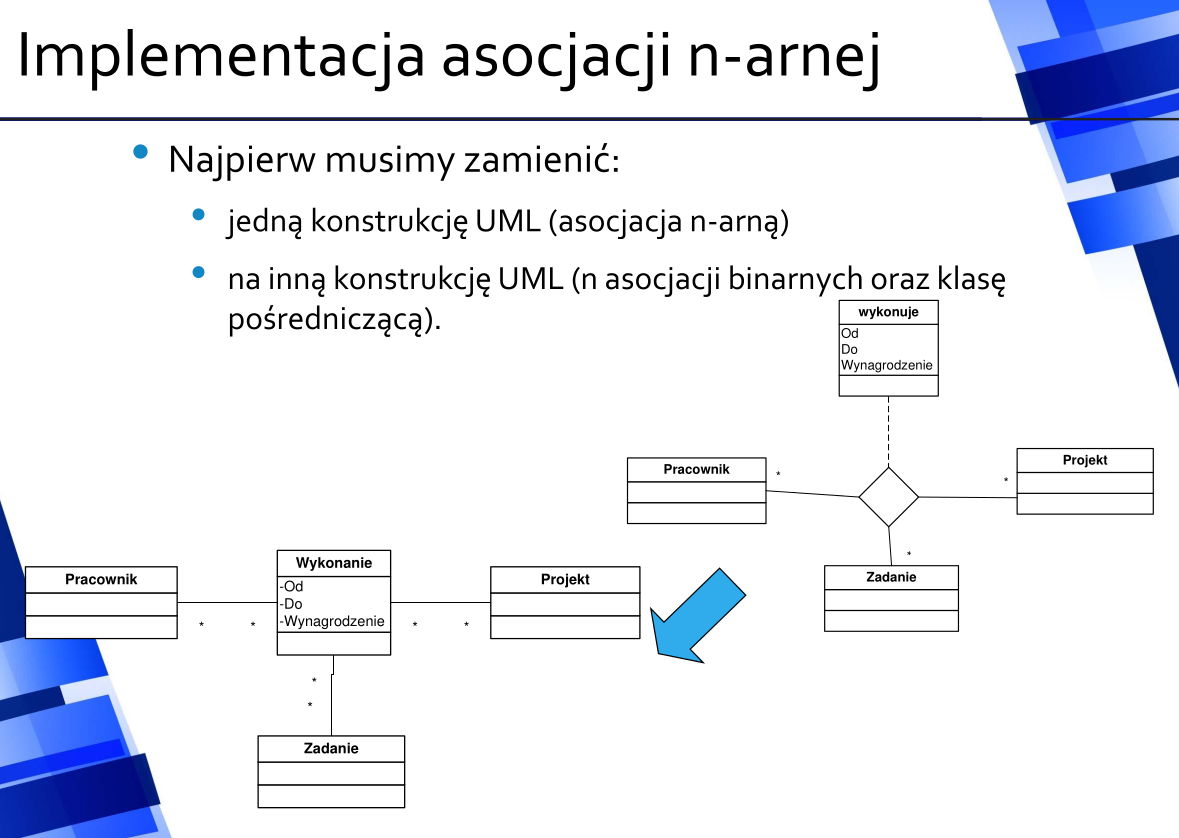 Implementacja asocjacji n-arnej
• Najpierw musimy zamienić:
• jedną konstrukcję UML (asocjacja n-arną)
• na inną konstrukcję UML (n asocjacji binarnych oraz klasę
pośredniczącą).
wykonuje
Od
Do
Wynagrodzenie
Pracownik
*
*
Projekt
*
Zadanie
Pracownik
*
*
Wykonanie
-Od
-Do
-Wynagrodzenie
*
*
Projekt
*
*
Zadanie